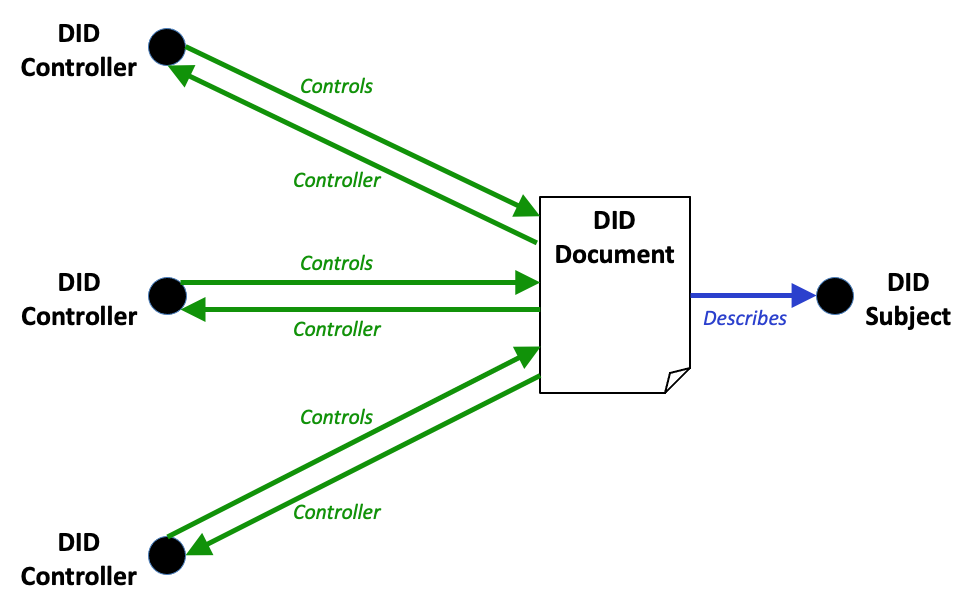 DID
Controller
Controls
Controller
DID
Document
DID
Controller
Controls
Controller
Describes
DID
Subject
Controls
Controller
DID
Controller